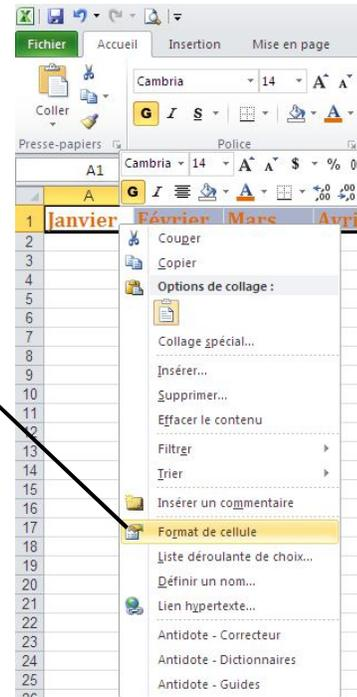 Fichier Accueil Insertion Mise en page
Cambria 14 A A
Coller
G I S A
Presse-papiers Police
A1
Cambria 14 A A $ %
G I A ,00 ,00
A
1 Janvier Février Mars Avri
2
Couper
3
Copier
4
Options de collage :
5
6
7
Collage spécial...
8
9
Insérer...
10
Supprimer...
11
Effacer le contenu
12
13
Filtrer
14
Trier
15
16
Insérer un commentaire
17
Format de cellule
18
19
Liste déroulante de choix...
20
Définir un nom...
21
Lien hypertexte...
22
23
Antidote - Correcteur
24
Antidote - Dictionnaires
25
Antidote - Guides